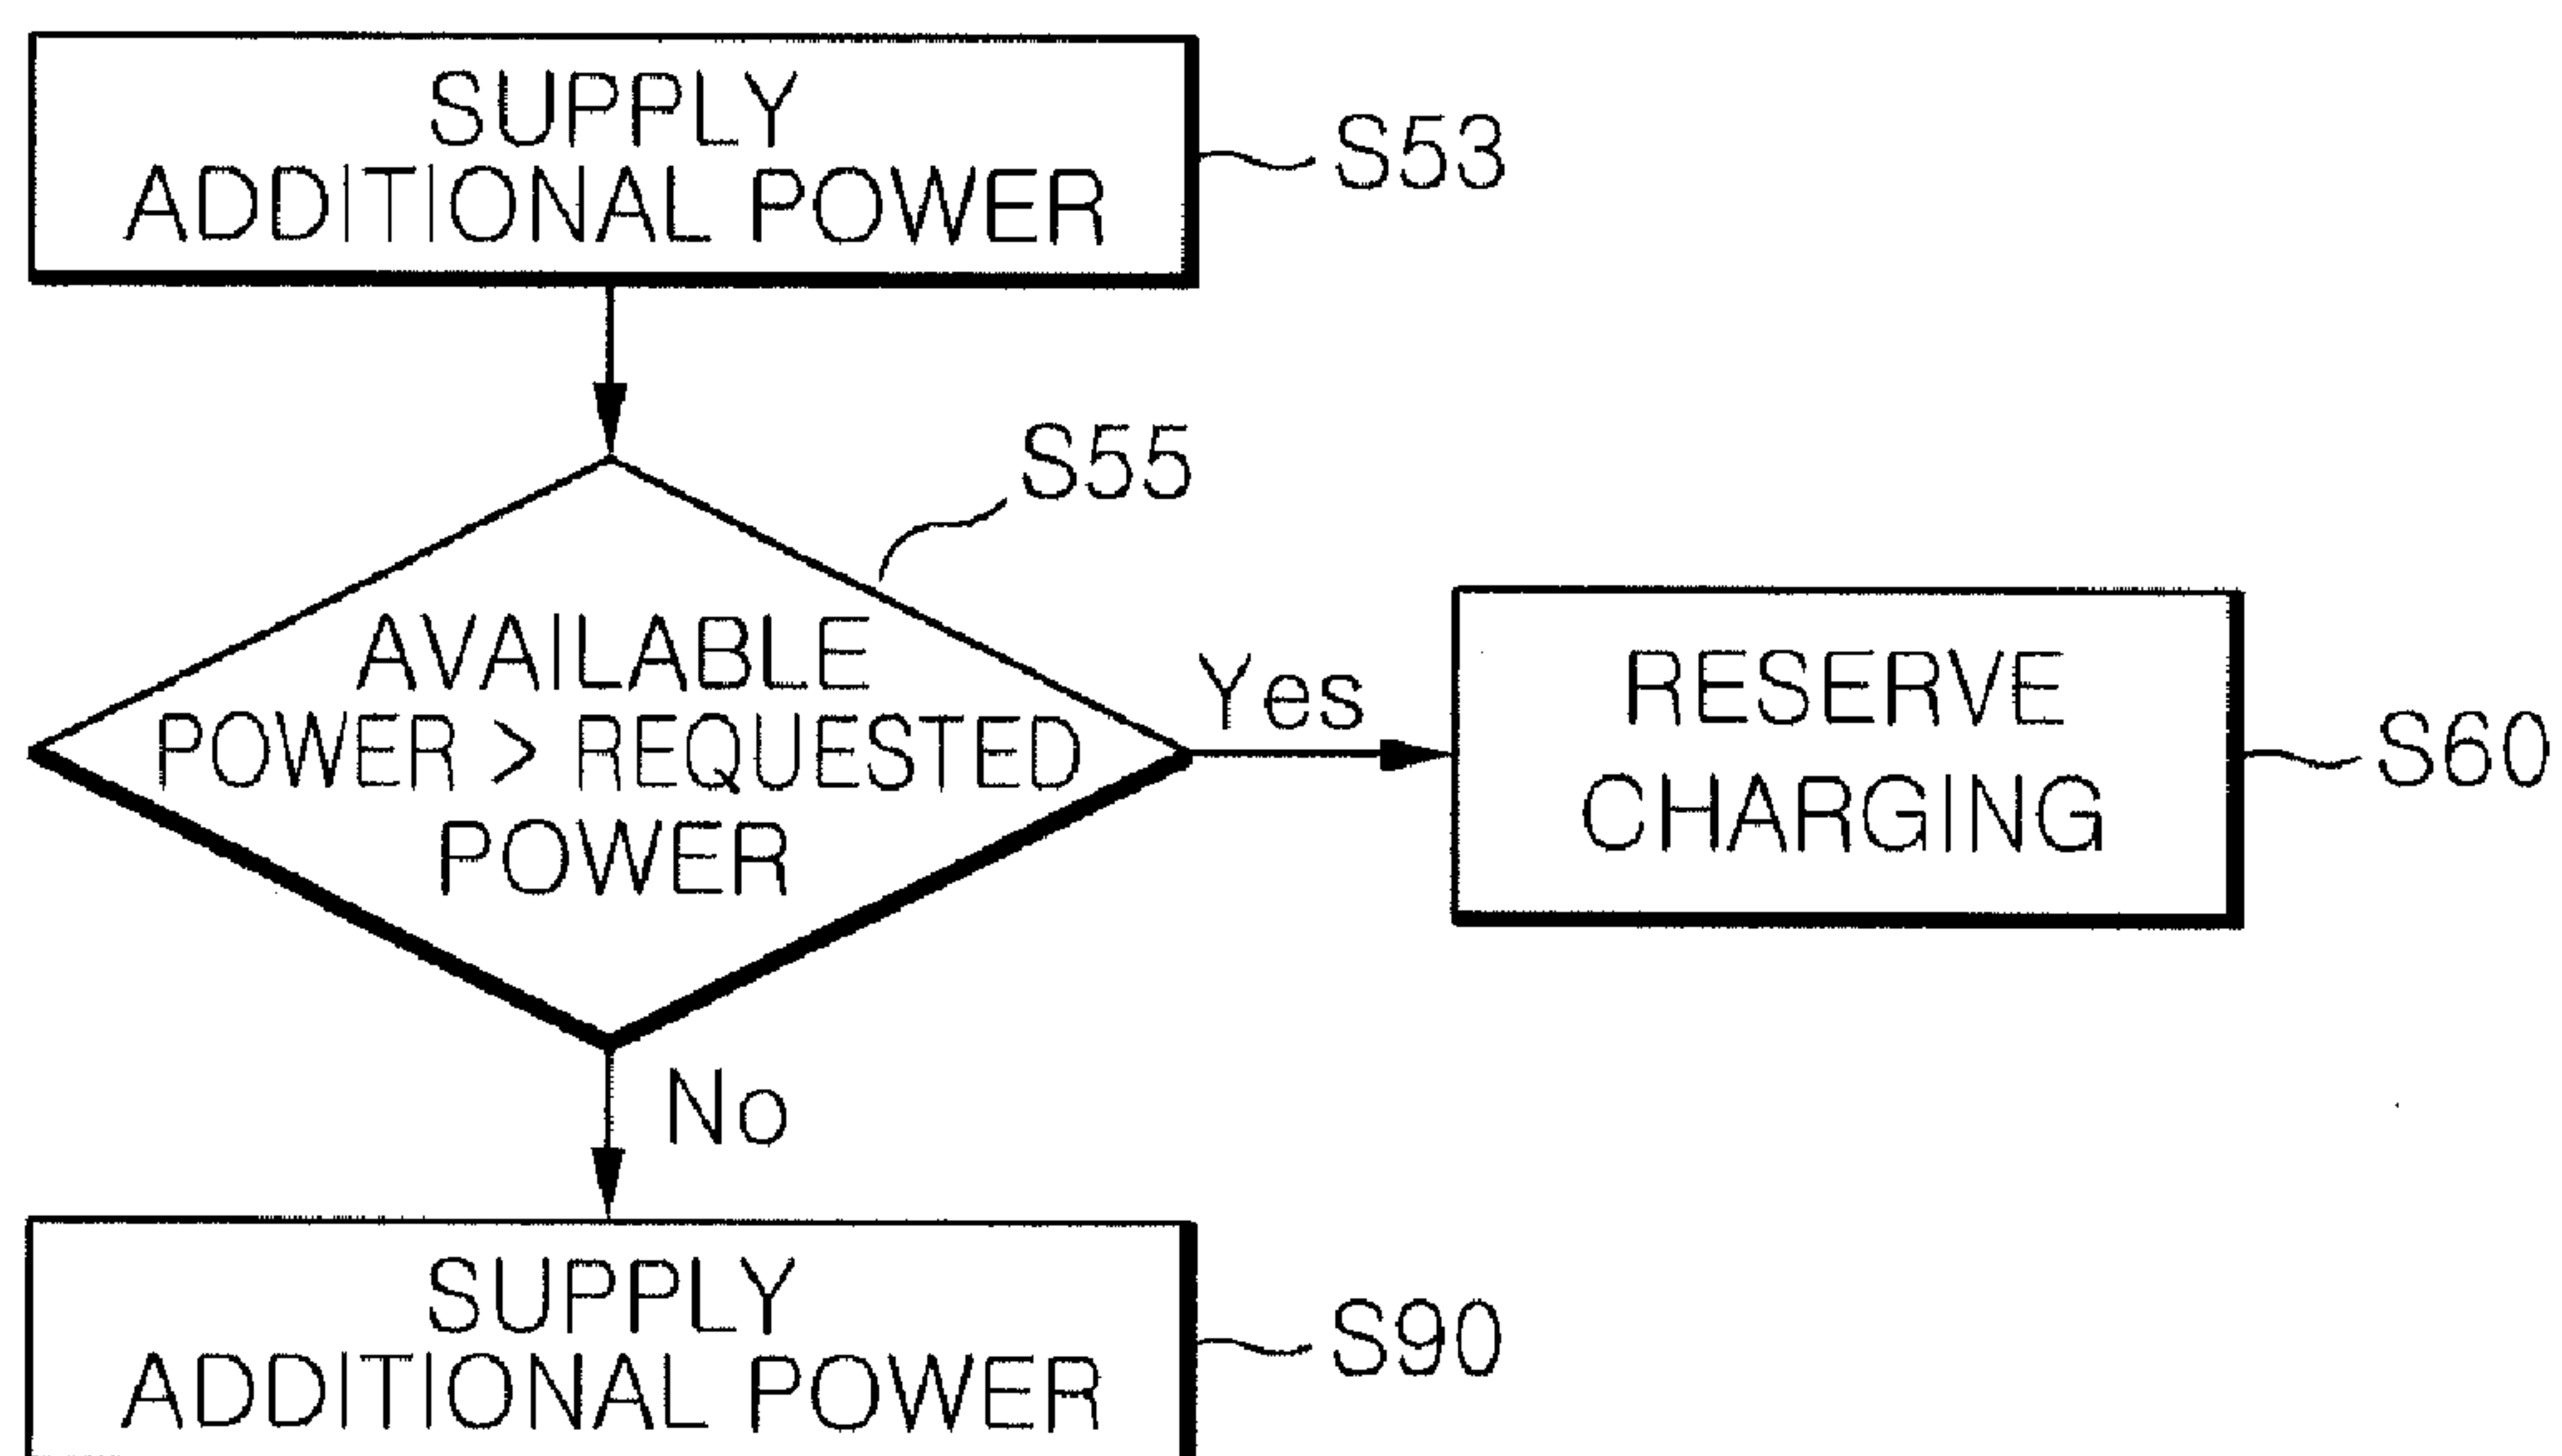 SUPPLY
ADDITIONAL POWER
S53
S55
AVAILABLE
POWER > REQUESTED
POWER
Yes
RESERVE
CHARGING
S60
No
SUPPLY
ADDITIONAL POWER
S90